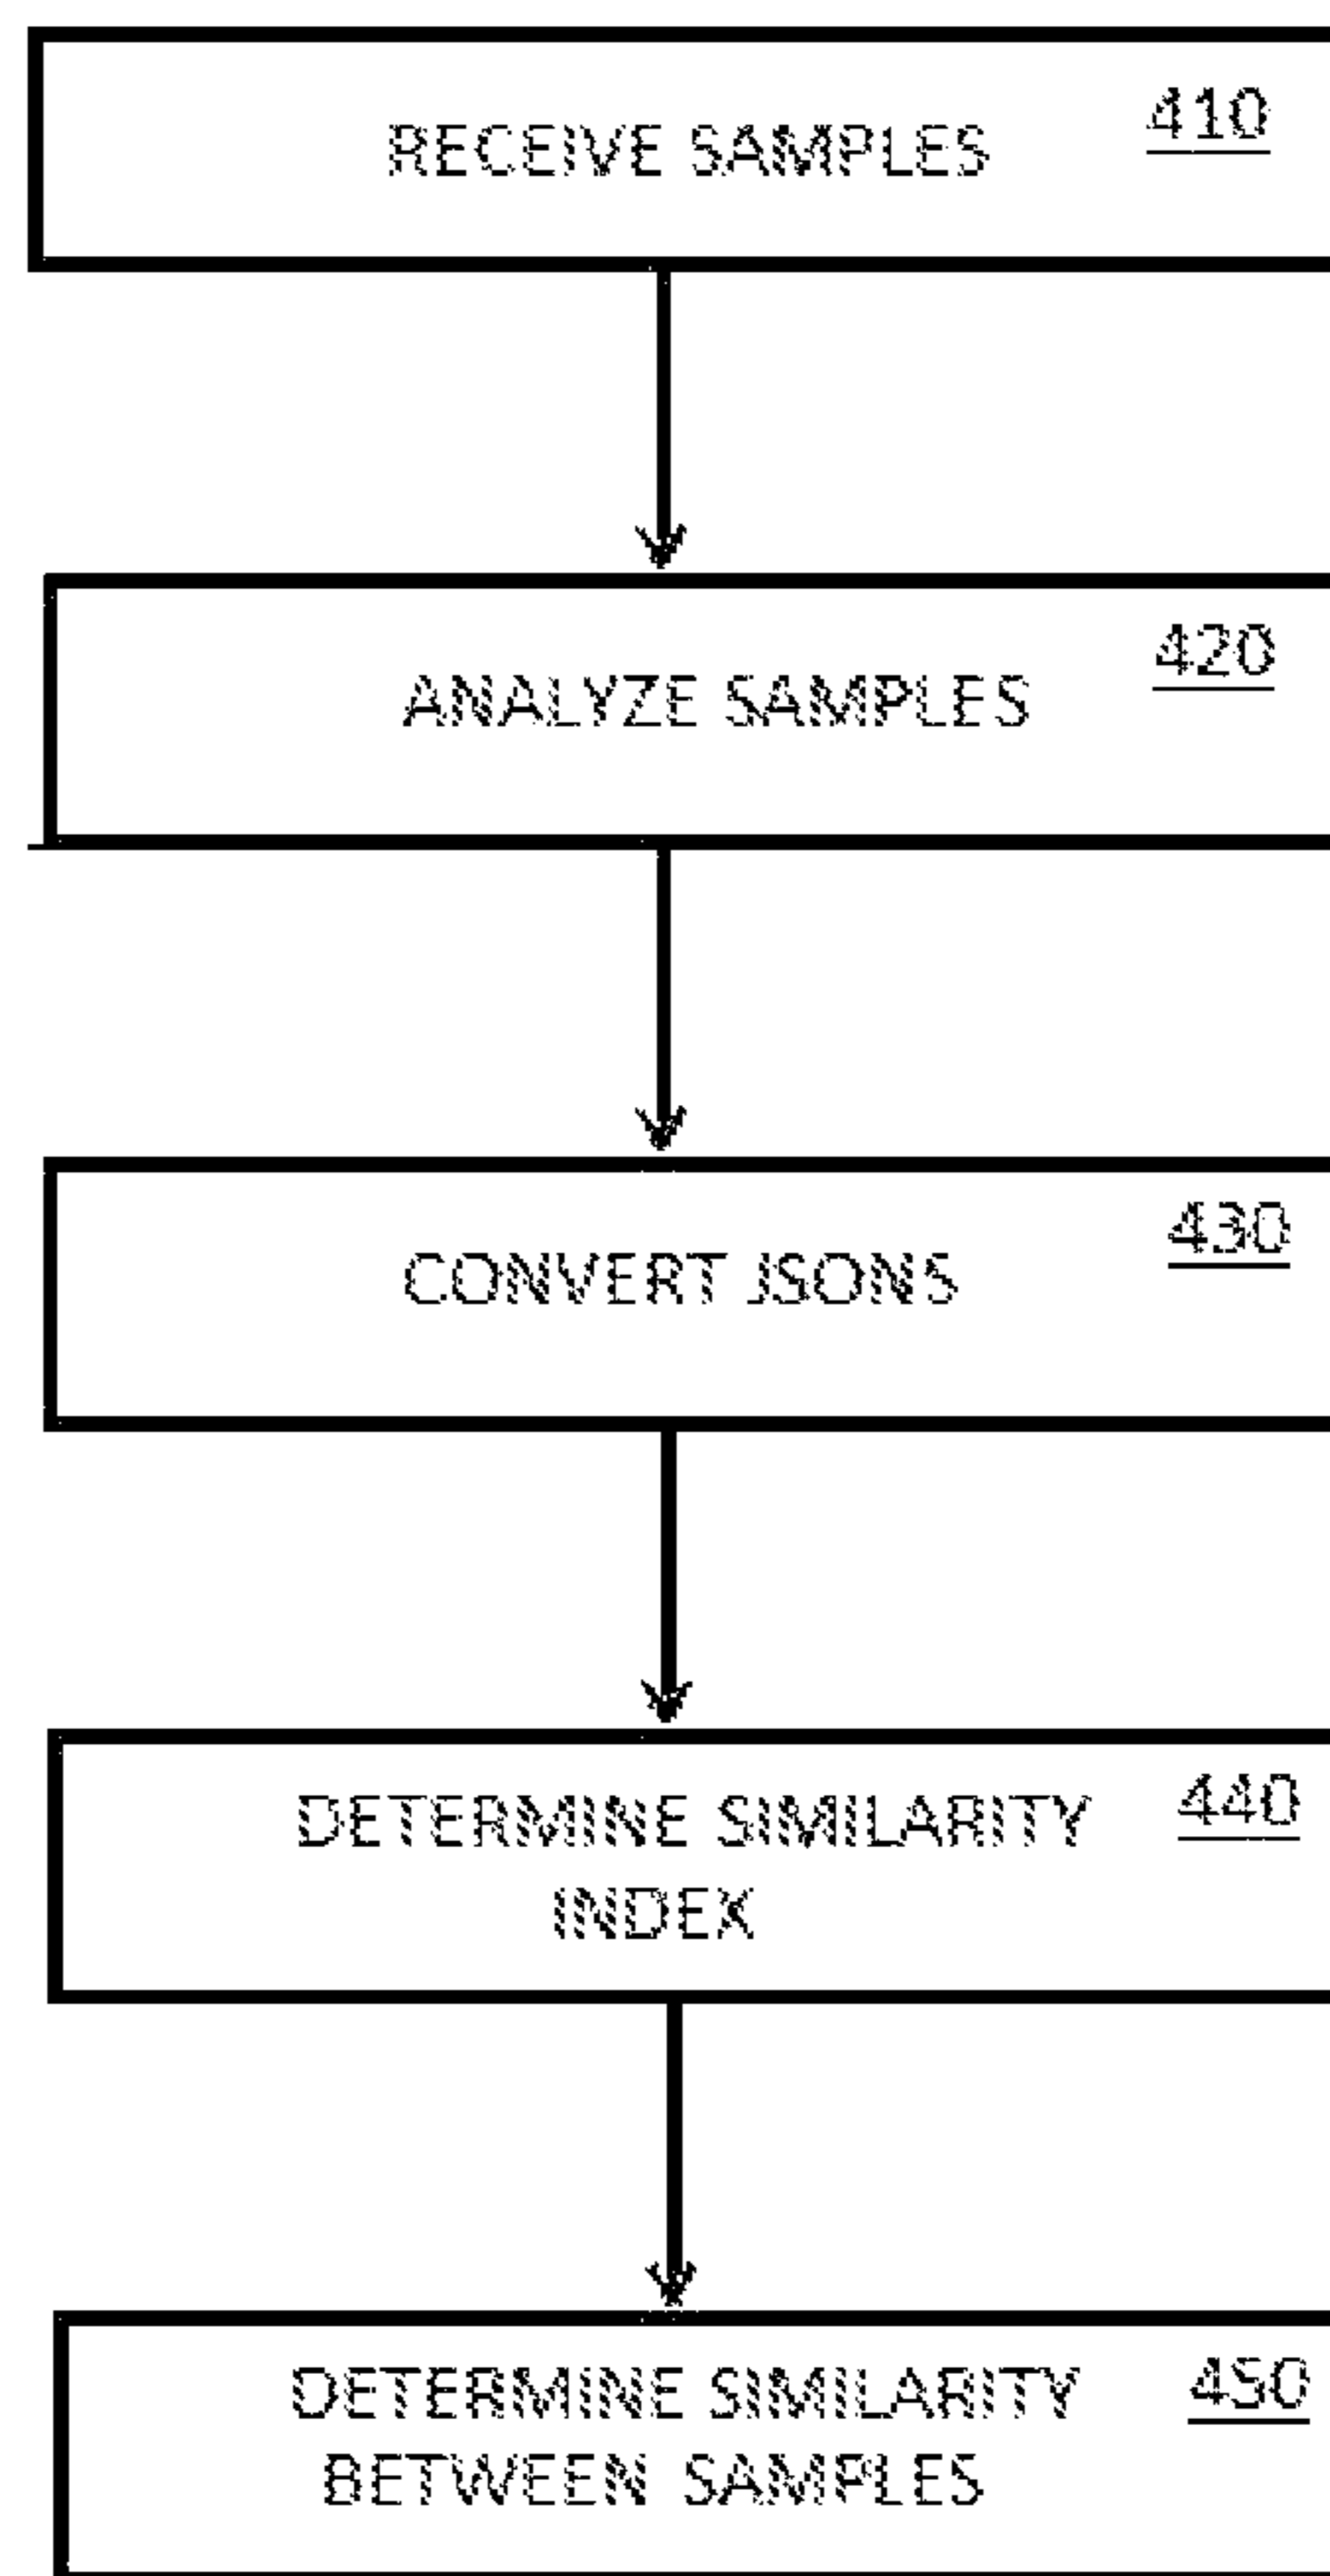 RECEIVE SAMPLES 410
ANALYZE SAMPLES 420
CONVERT JSONS 430
DETERMINE SIMILARITY 440
INDEX
DETERMINE SIMILARITY 450
BETWEEN SAMPLES